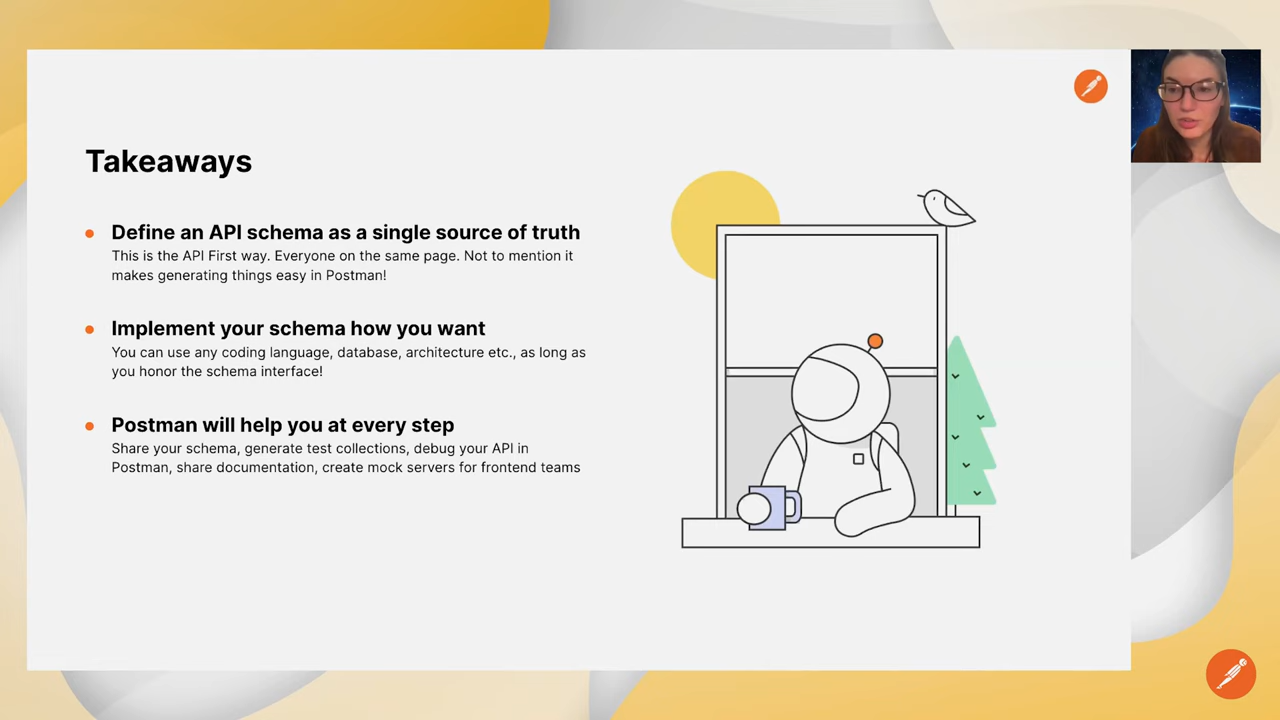 Takeaways
Define an API schema as a single source of truth
This is the API First way. Everyone on the same page. Not to mention it
makes generating things easy in Postman!
Implement your schema how you want
You can use any coding language, database, architecture etc., as long as
you honor the schema interface!
Postman will help you at every step
Share your schema, generate test collections, debug your API in
Postman, share documentation, create mock servers for frontend teams